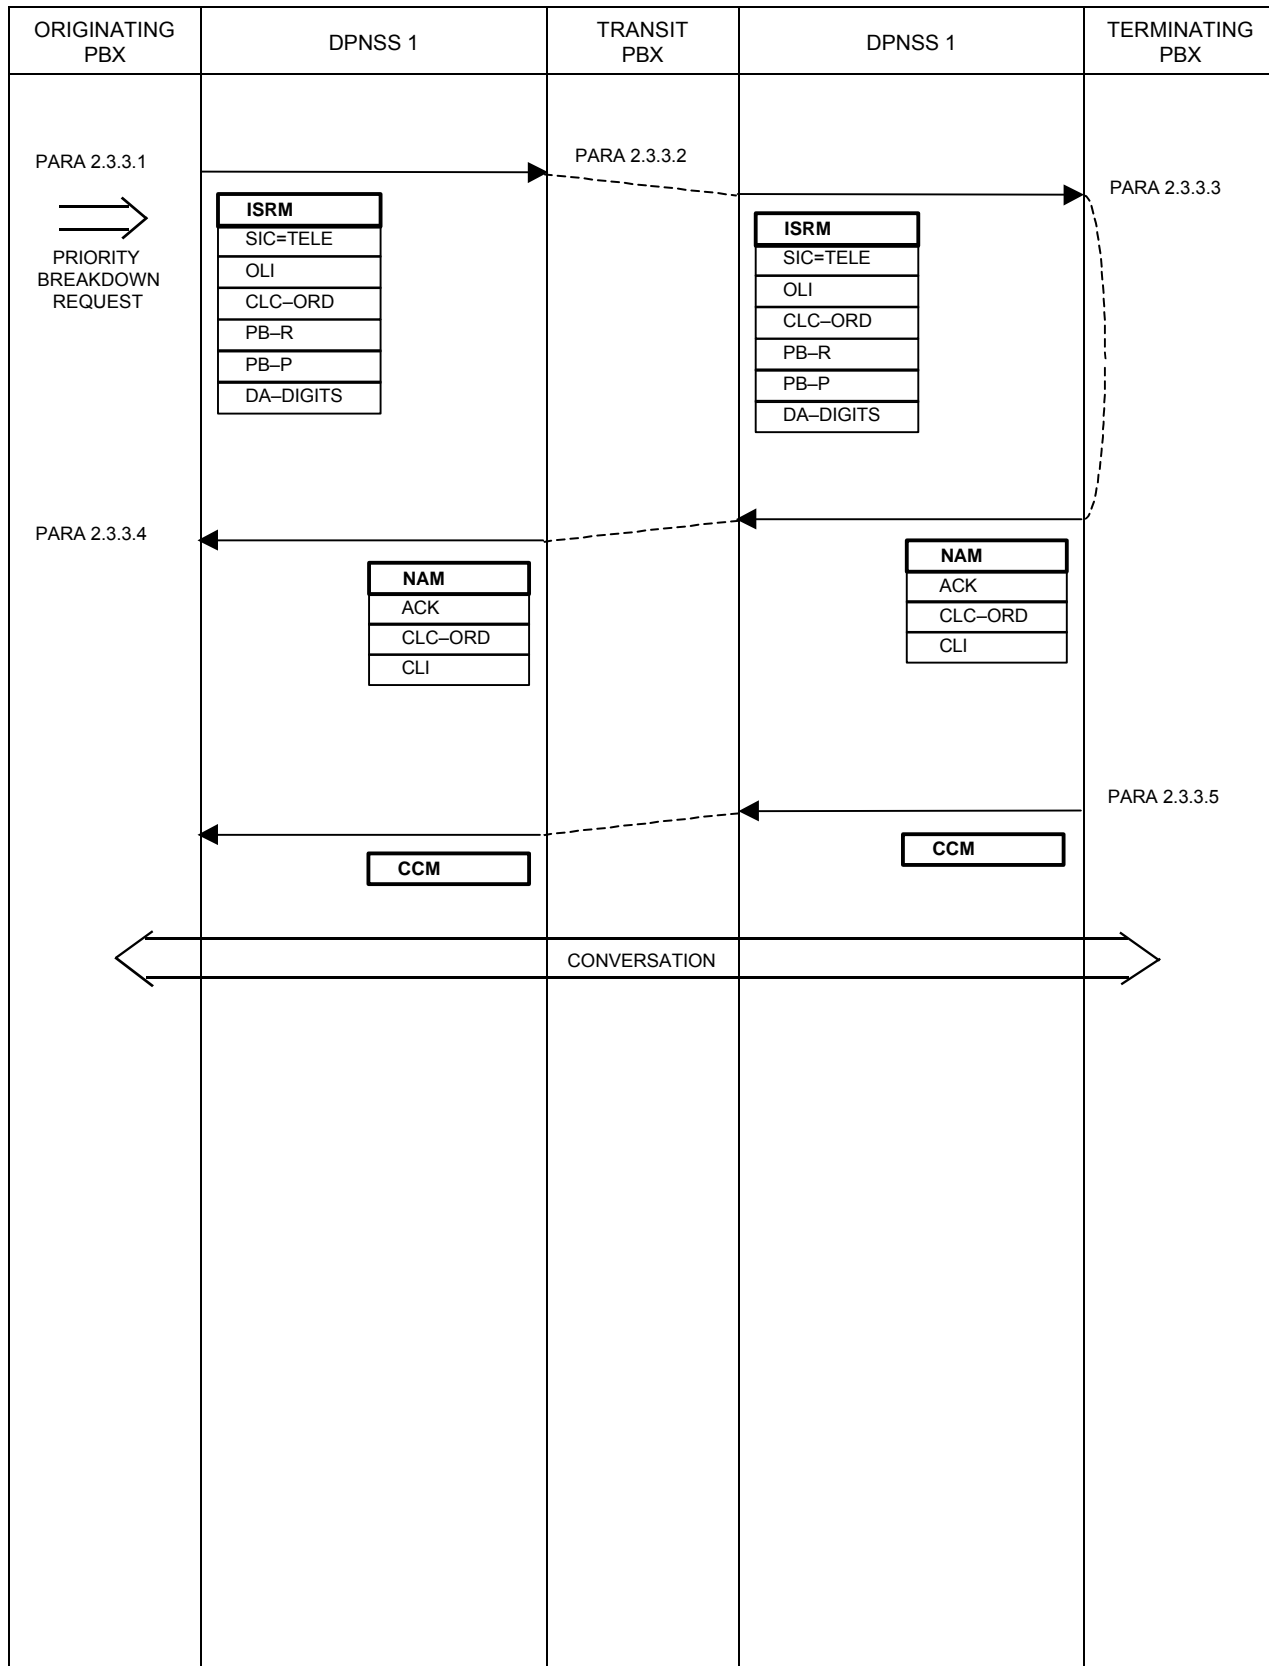 ORIGINATING
PBX
DPNSS 1
TRANSIT
PBX
DPNSS 1
TERMINATING
PBX
PARA 2.3.3.1
PARA 2.3.3.2
PARA 2.3.3.3
PRIORITY
BREAKDOWN
REQUEST
ISRM
SIC=TELE
OLI
CLC–ORD
PB–R
PB–P
DA–DIGITS
ISRM
SIC=TELE
OLI
CLC–ORD
PB–R
PB–P
DA–DIGITS
PARA 2.3.3.4
NAM
ACK
CLC–ORD
CLI
NAM
ACK
CLC–ORD
CLI
PARA 2.3.3.5
CCM
CCM
CONVERSATION